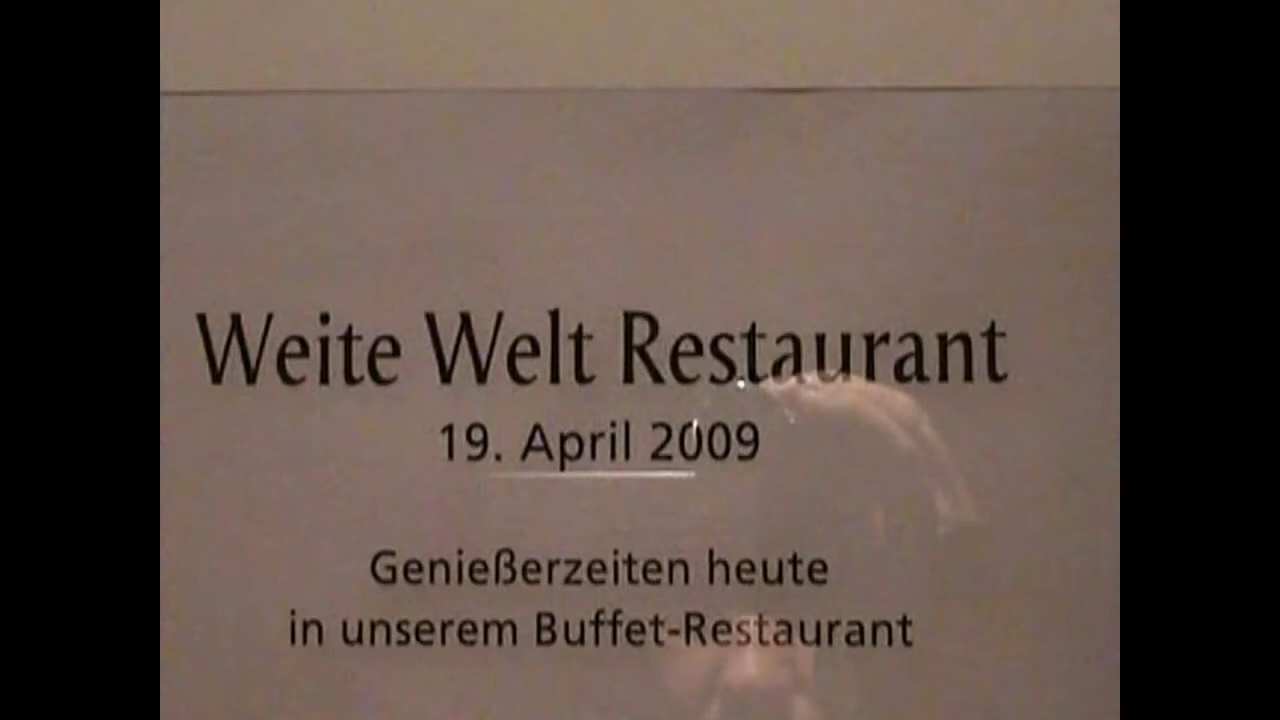 Weite Welt Restaurant
19. April 2009
Genießerzeiten heute
in unserem Buffet-Restaurant